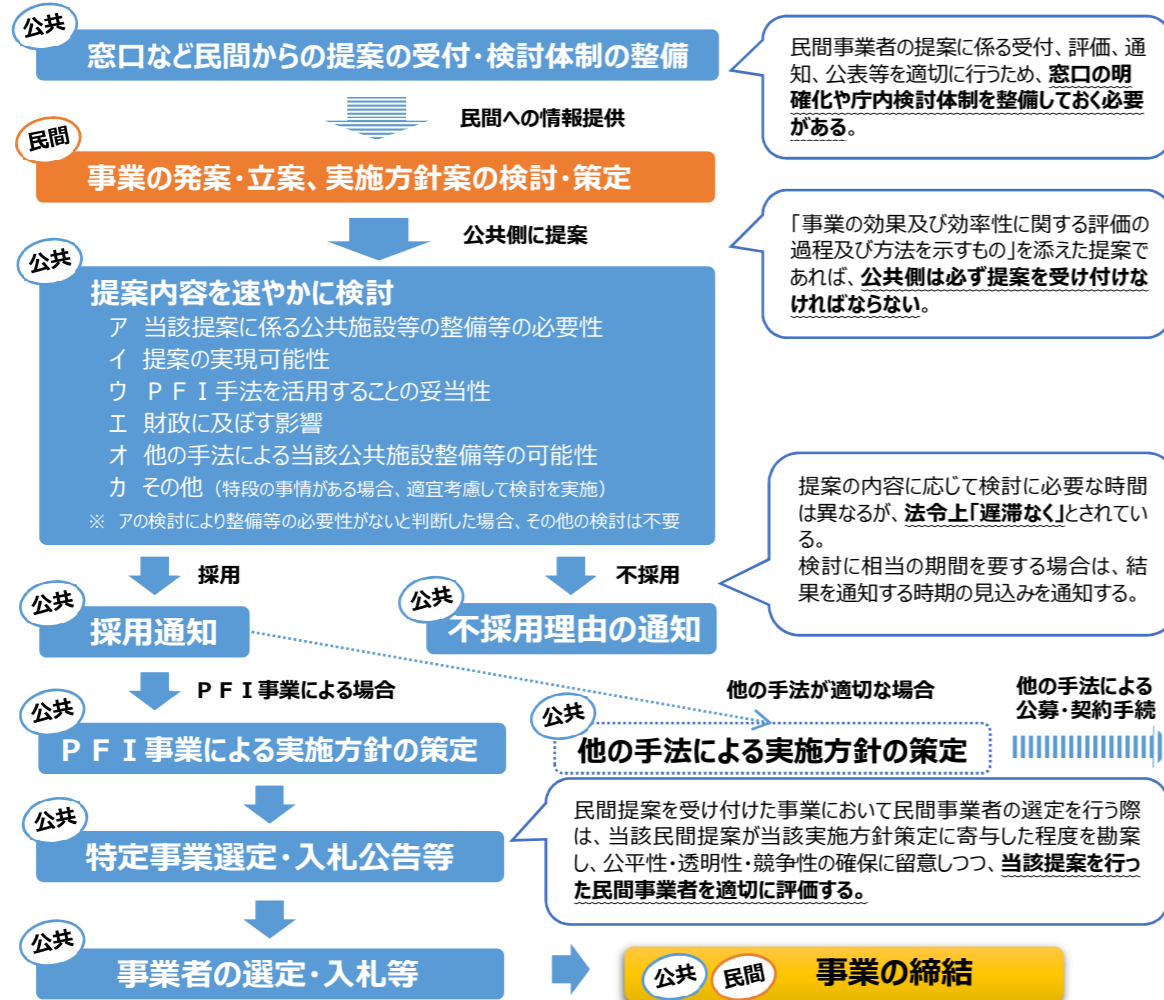 公共
窓口など民間からの提案の受付・検討体制の整備
民間事業者の提案に係る受付、評価、通
知、公表等を適切に行うため、窓口の明
確化や庁内検討体制を整備しておく必要
がある。
民間への情報提供
民間
事業の発案・立案、実施方針案の検討・策定
公共側に提案
「事業の効果及び効率性に関する評価の
過程及び方法を示すもの」を添えた提案で
あれば、公共側は必ず提案を受け付けな
ければならない。
公共
提案内容を速やかに検討
ア 当該提案に係る公共施設等の整備等の必要性
イ 提案の実現可能性
ウ ＰＦＩ手法を活用することの妥当性
エ 財政に及ぼす影響
オ 他の手法による当該公共施設整備等の可能性
カ その他（特段の事情がある場合、適宜考慮して検討を実施）
※ アの検討により整備等の必要性がないと判断した場合、その他の検討は不要
提案の内容に応じて検討に必要な時間
は異なるが、法令上「遅滞なく」とされてい
る。
検討に相当の期間を要する場合は、結
果を通知する時期の見込みを通知する。
採用
不採用
公共
採用通知
公共
不採用理由の通知
ＰＦＩ事業による場合
他の手法が適切な場合
他の手法による
公募・契約手続
公共
ＰＦＩ事業による実施方針の策定
公共
他の手法による実施方針の策定
民間提案を受け付けた事業において民間事業者の選定を行う際
は、当該民間提案が当該実施方針策定に寄与した程度を勘案
し、公平性・透明性・競争性の確保に留意しつつ、当該提案を行っ
た民間事業者を適切に評価する。
公共
特定事業選定・入札公告等
公共
事業者の選定・入札等
公共
民間
事業の締結